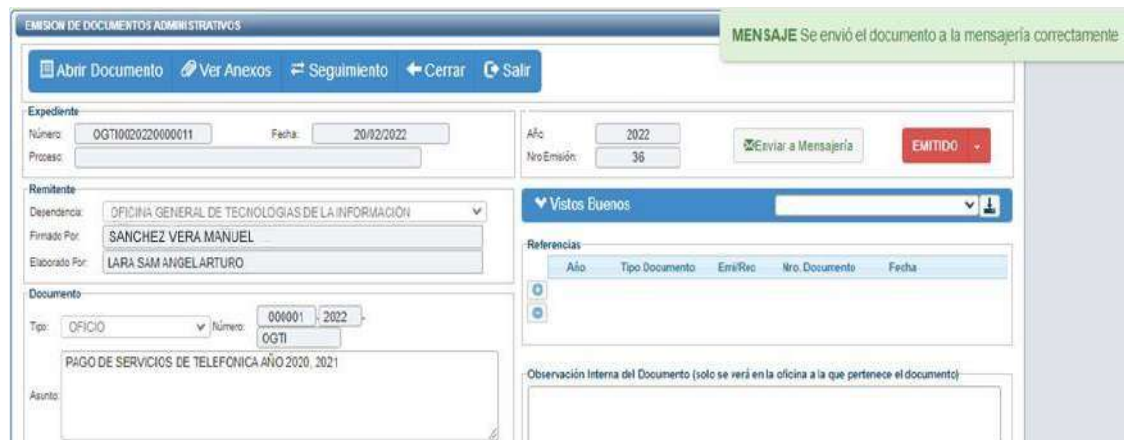 EMISION DE DOCUMENTOS ADMINISTRATIVOS
MENSAJE Se envió el documento a la mensajería correctamente
Abrir Documento Ver Anexos Seguimiento Cerrar Salir
Expediente
Número: OGTI0020220000011 Fecha: 20/02/2022
Proceso:
Año 2022
Nro Emisión: 36
Enviar a Mensajería
EMITIDO
Remitente
Dependencia: OFICINA GENERAL DE TECNOLOGIAS DE LA INFORMACIÓN
Firmado Por: SANCHEZ VERA MANUEL
Elaborado Por: LARA SAM ANGEL ARTURO
Vistos Buenos
Referencias
Año Tipo Documento Emi/Rec Nro. Documento Fecha
Documento
Tipo: OFICIO Número: 000001 - 2022 -
OGTI
Asunto: PAGO DE SERVICIOS DE TELEFONICA AÑO 2020, 2021
Observación Interna del Documento (solo se verá en la oficina a la que pertenece el documento)